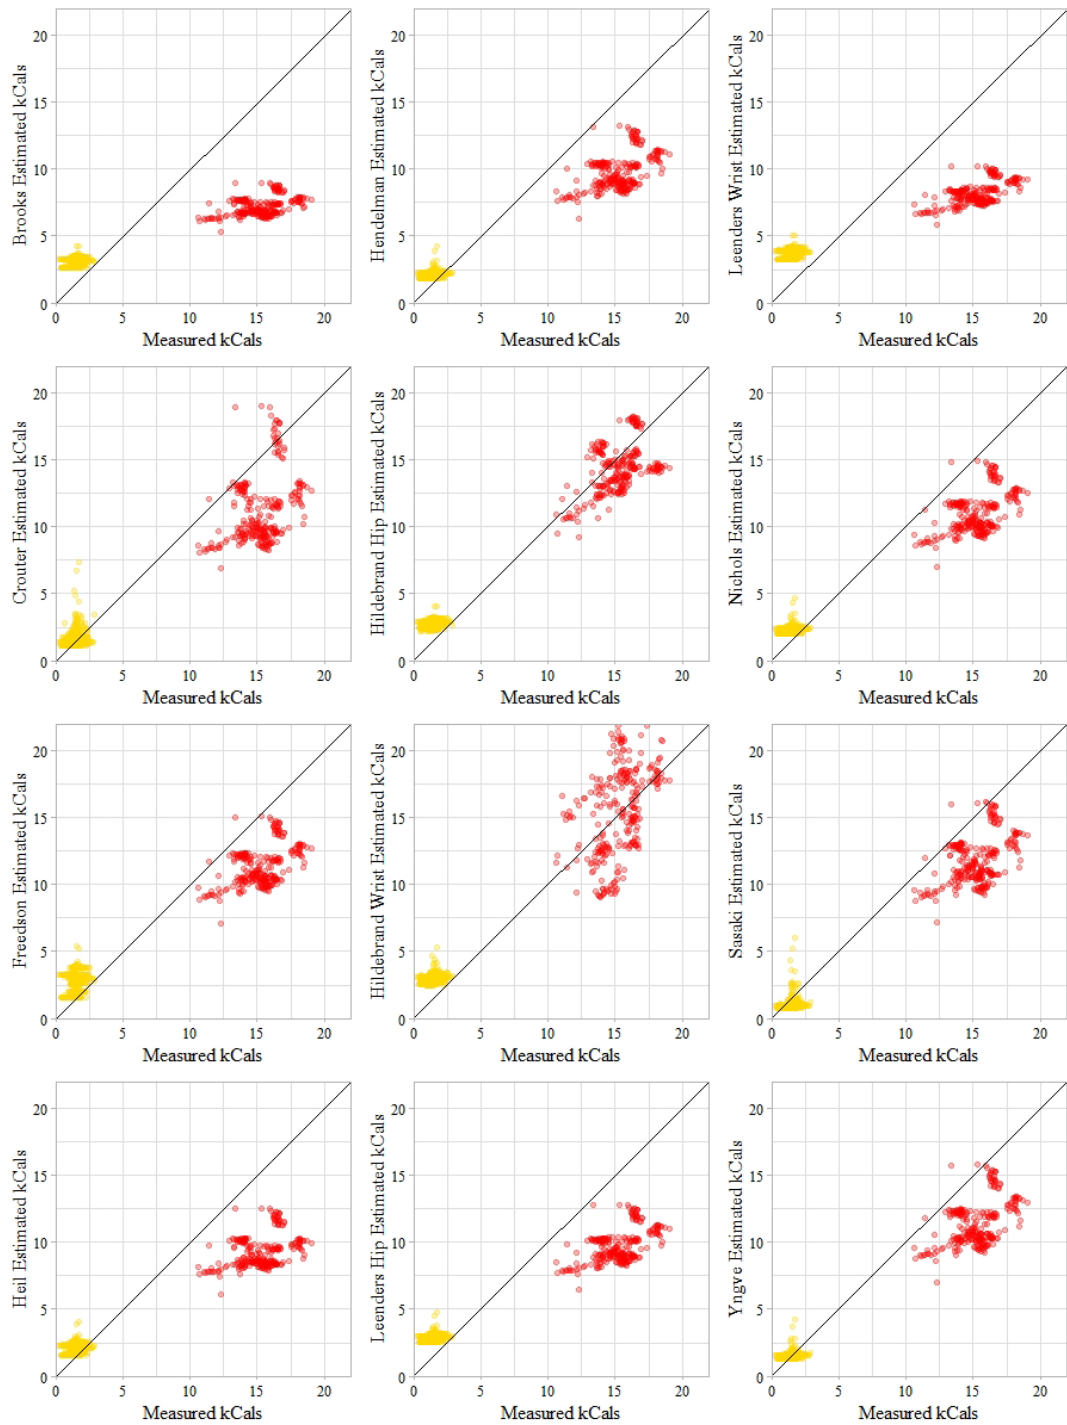 Brooks Estimated kCals
20
15
10
5
0
0 5 10 15 20
Measured kCals
Hendelman Estimated kCals
20
15
10
5
0
0 5 10 15 20
Measured kCals
Leenders Wrist Estimated kCals
20
15
10
5
0
0 5 10 15 20
Measured kCals
Crouter Estimated kCals
20
15
10
5
0
0 5 10 15 20
Measured kCals
Hildebrand Hip Estimated kCals
20
15
10
5
0
0 5 10 15 20
Measured kCals
Nichols Estimated kCals
20
15
10
5
0
0 5 10 15 20
Measured kCals
Freedson Estimated kCals
20
15
10
5
0
0 5 10 15 20
Measured kCals
Hildebrand Wrist Estimated kCals
20
15
10
5
0
0 5 10 15 20
Measured kCals
Sasaki Estimated kCals
20
15
10
5
0
0 5 10 15 20
Measured kCals
Heil Estimated kCals
20
15
10
5
0
0 5 10 15 20
Measured kCals
Leenders Hip Estimated kCals
20
15
10
5
0
0 5 10 15 20
Measured kCals
Yngve Estimated kCals
20
15
10
5
0
0 5 10 15 20
Measured kCals